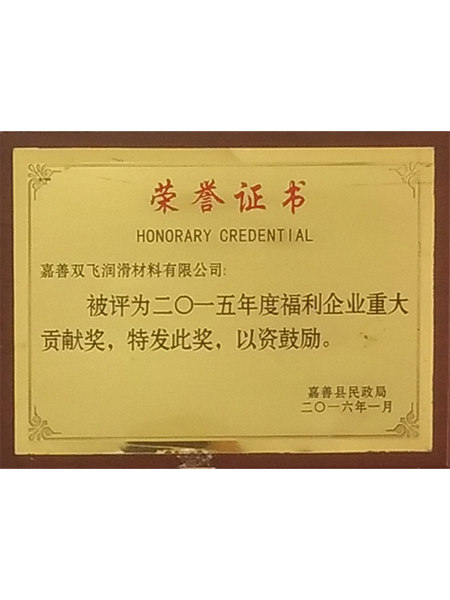 荣誉证书
HONORARY CREDENTIAL
嘉善双飞润滑材料有限公司:
被评为二〇一五年度福利企业重大
贡献奖，特发此奖，以资鼓励。
嘉善县民政局
二〇一六年一月